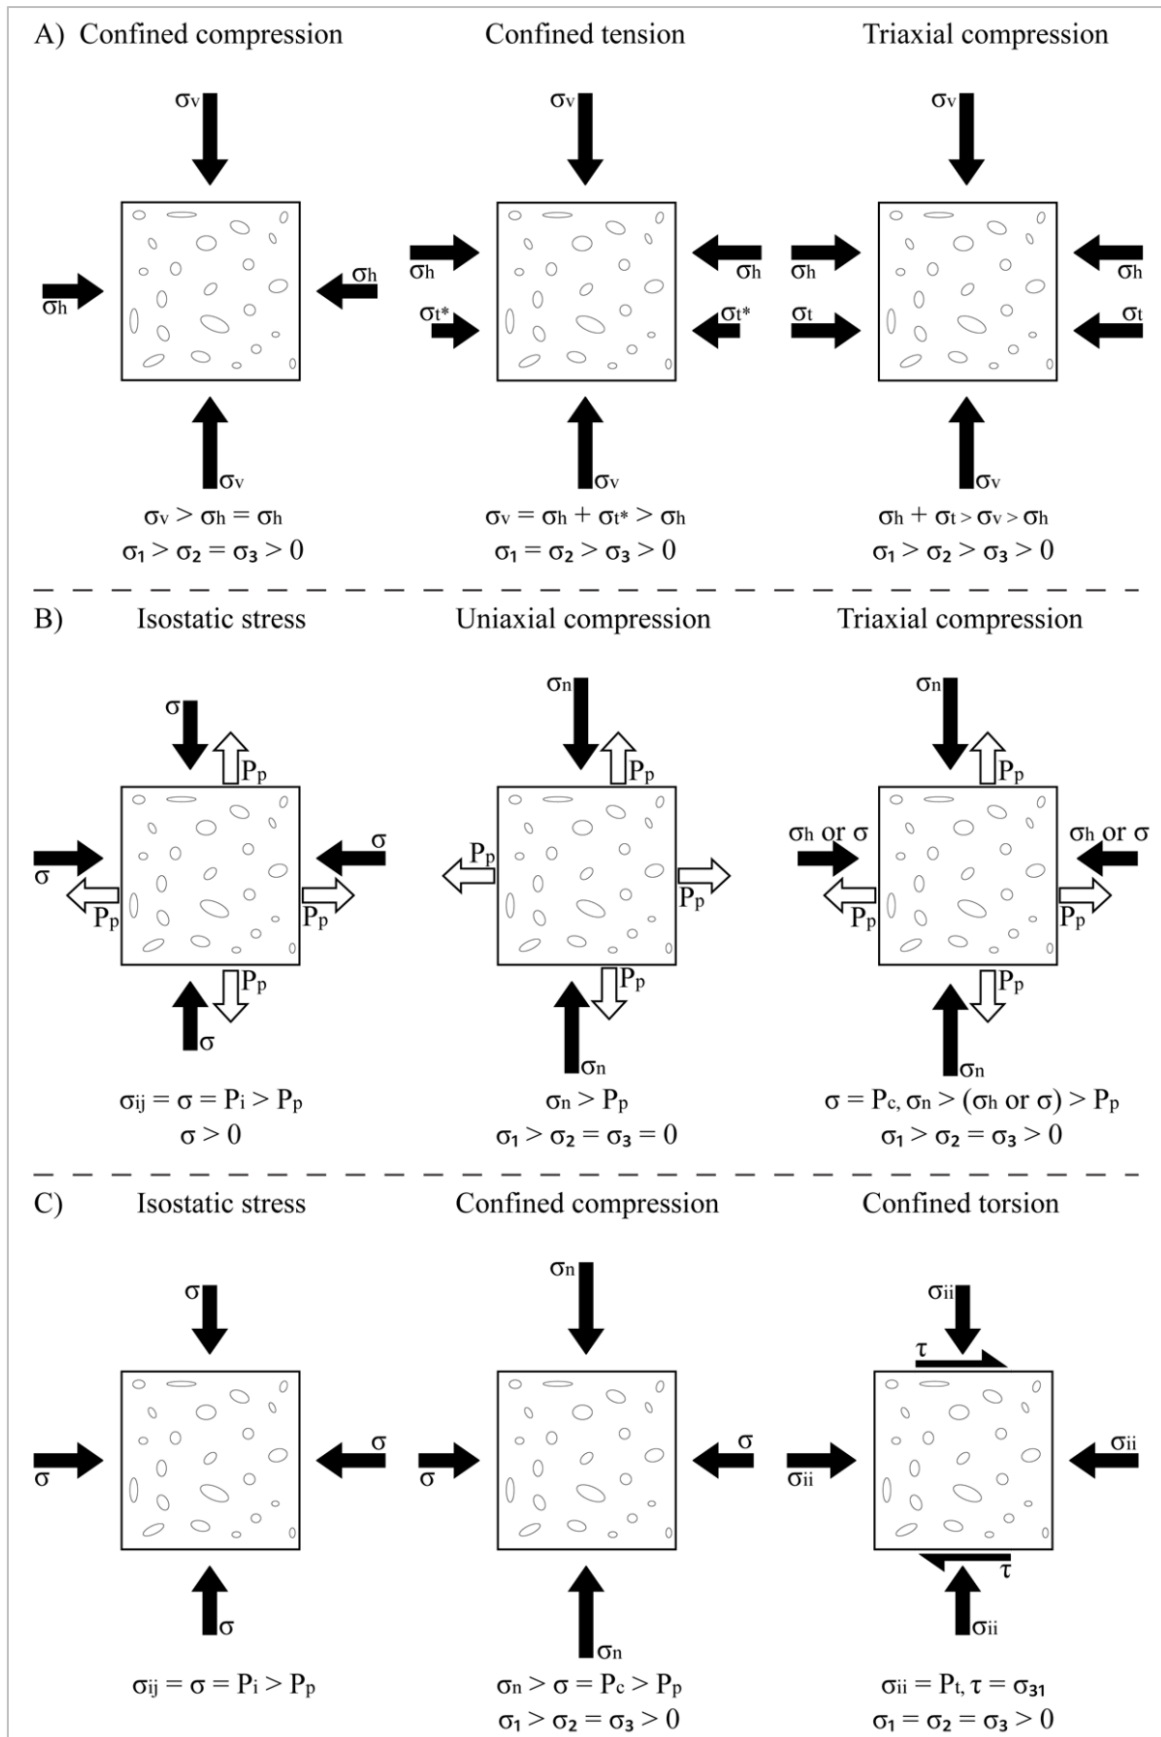 A) Confined compression Confined tension Triaxial compression
σv σv σv
σh σh σh σh σh
σh σt* σt* σt σt
σv σv σv
σv > σh = σh σv = σh + σt* > σh σh + σt > σv > σh
σ1 > σ2 = σ3 > 0 σ1 = σ2 > σ3 > 0 σ1 > σ2 > σ3 > 0
B) Isostatic stress Uniaxial compression Triaxial compression
σ σn σn
Pp Pp Pp
σ σ Pp σh or σ σh or σ
Pp Pp Pp Pp Pp
Pp Pp Pp
σ σn σn
σij = σ = Pi > Pp σn > Pp σ = Pc, σn > (σh or σ) > Pp
σ > 0 σ1 > σ2 = σ3 = 0 σ1 > σ2 = σ3 > 0
C) Isostatic stress Confined compression Confined torsion
σ σn σii
τ
σ σ σii
σ σ σii
τ
σ σn σii
σij = σ = Pi > Pp σn > σ = Pc > Pp σii = Pt, τ = σ31
σ1 > σ2 = σ3 > 0 σ1 = σ2 = σ3 > 0